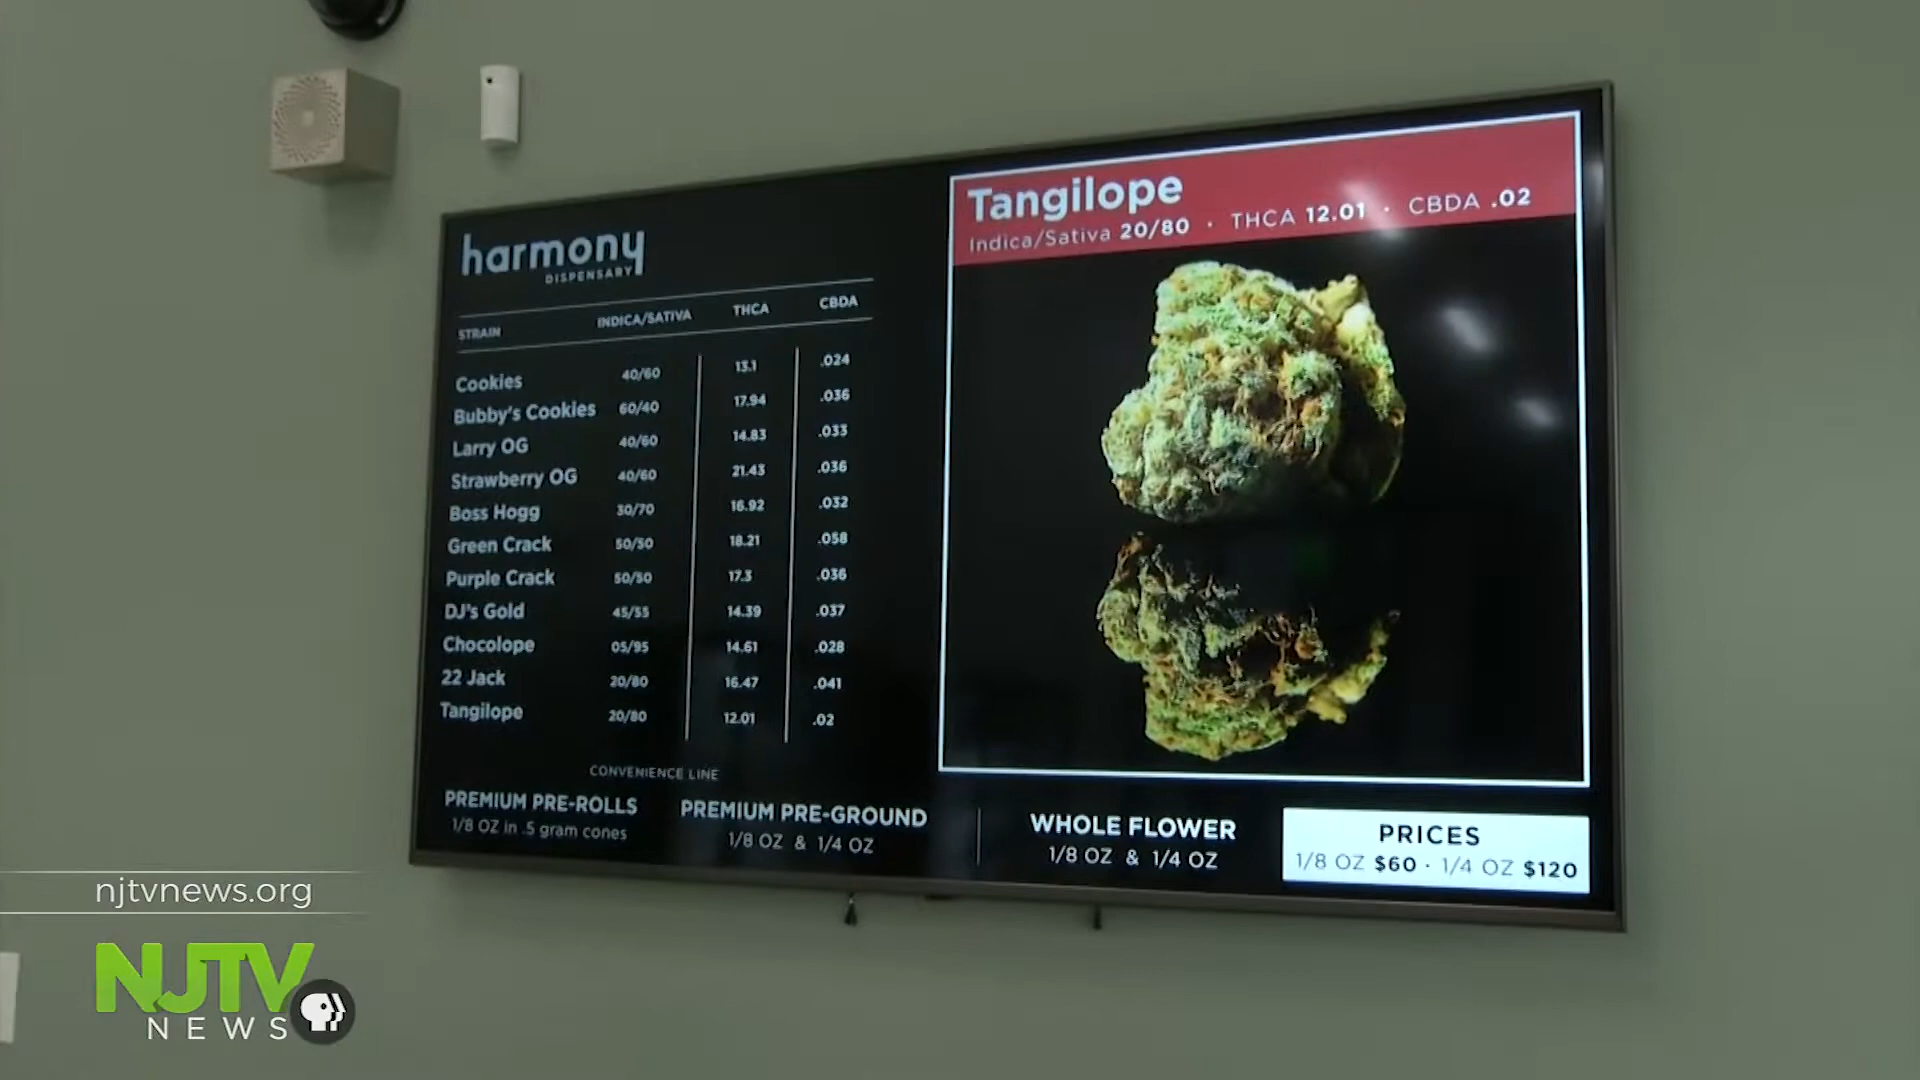 harmony
DISPENSARY
STRAIN INDICA/SATIVA THCA CBDA
Cookies 40/60 13.1 .024
Bubby's Cookies 60/40 17.94 .036
Larry OG 40/60 14.83 .033
Strawberry OG 40/60 21.43 .036
Boss Hogg 30/70 16.92 .032
Green Crack 50/50 18.21 .058
Purple Crack 50/50 17.3 .036
DJ's Gold 45/55 14.39 .037
Chocolope 05/95 14.61 .028
22 Jack 20/80 16.47 .041
Tangilope 20/80 12.01 .02
Tangilope
Indica/Sativa 20/80 · THCA 12.01 · CBDA .02
CONVENIENCE LINE
PREMIUM PRE-ROLLS
1/8 OZ in .5 gram cones
PREMIUM PRE-GROUND
1/8 OZ & 1/4 OZ
WHOLE FLOWER
1/8 OZ & 1/4 OZ
PRICES
1/8 OZ $60 · 1/4 OZ $120
njtvnews.org
NJTV
NEWS